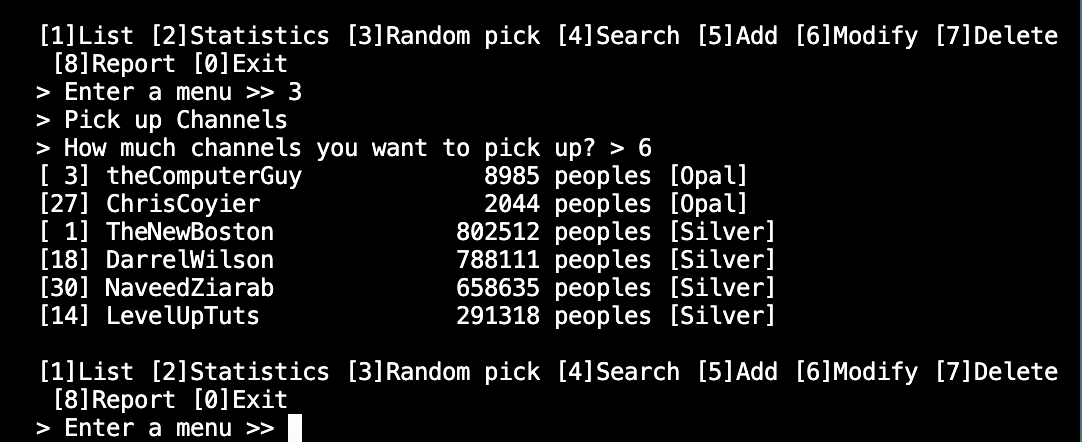 [1]List [2]Statistics [3]Random pick [4]Search [5]Add [6]Modify [7]Delete
[8]Report [0]Exit
> Enter a menu >> 3
> Pick up Channels
> How much channels you want to pick up? > 6
[ 3] theComputerGuy 8985 peoples [Opal]
[27] ChrisCoyier 2044 peoples [Opal]
[ 1] TheNewBoston 802512 peoples [Silver]
[18] DarrelWilson 788111 peoples [Silver]
[30] NaveedZiarab 658635 peoples [Silver]
[14] LevelUpTuts 291318 peoples [Silver]
[1]List [2]Statistics [3]Random pick [4]Search [5]Add [6]Modify [7]Delete
[8]Report [0]Exit
> Enter a menu >>